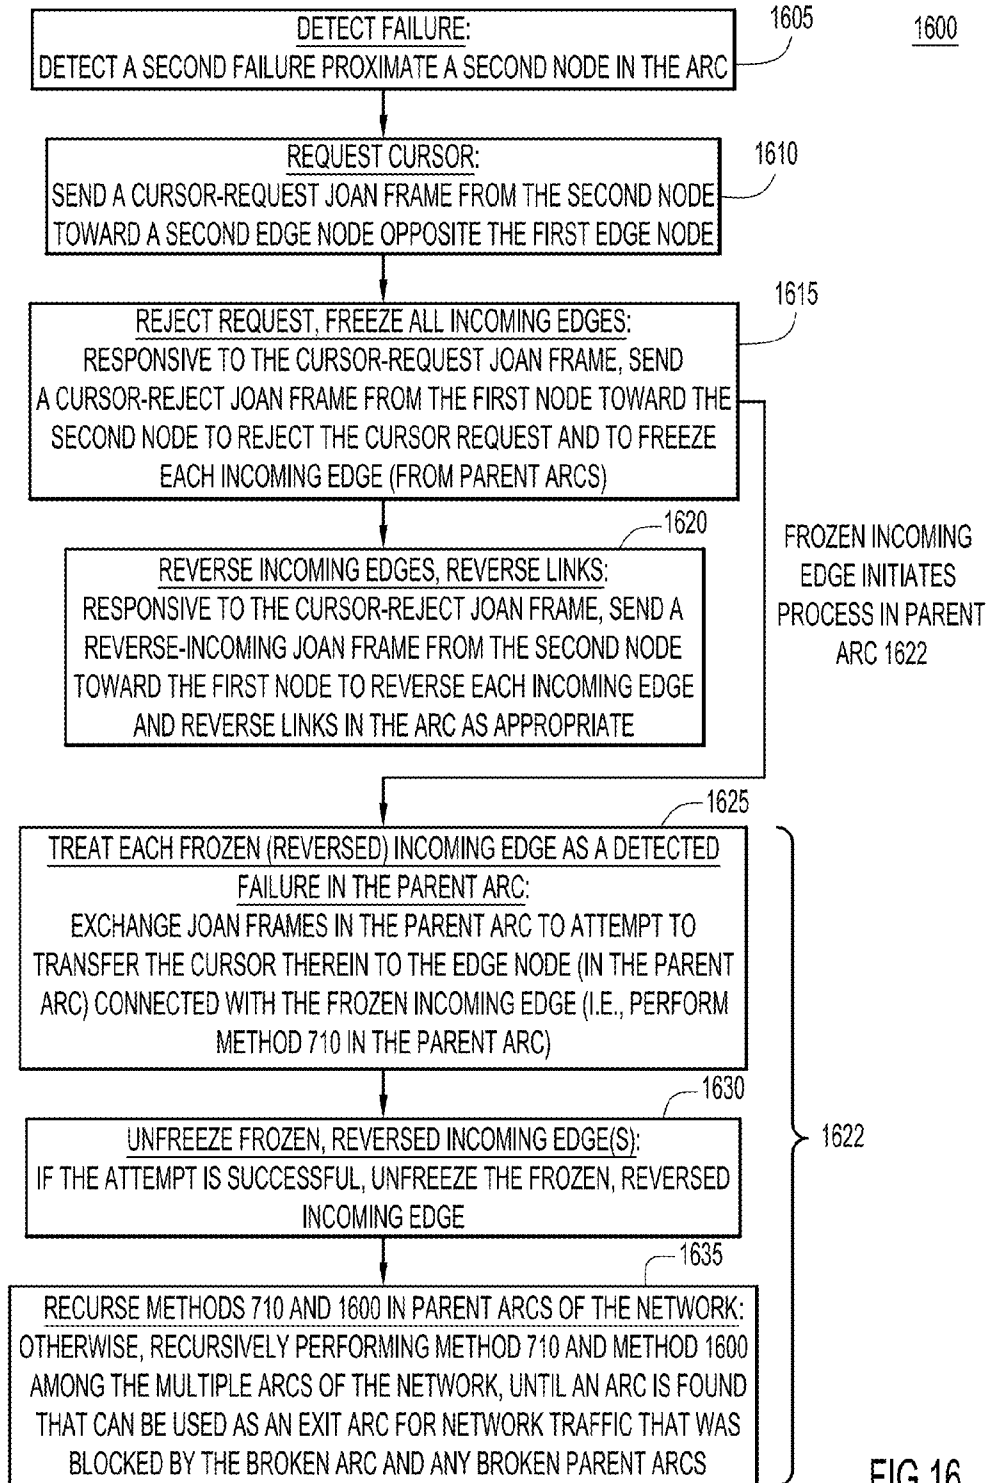 1600
DETECT FAILURE:
DETECT A SECOND FAILURE PROXIMATE A SECOND NODE IN THE ARC
1605
REQUEST CURSOR:
SEND A CURSOR-REQUEST JOAN FRAME FROM THE SECOND NODE
TOWARD A SECOND EDGE NODE OPPOSITE THE FIRST EDGE NODE
1610
REJECT REQUEST, FREEZE ALL INCOMING EDGES:
RESPONSIVE TO THE CURSOR-REQUEST JOAN FRAME, SEND
A CURSOR-REJECT JOAN FRAME FROM THE FIRST NODE TOWARD THE
SECOND NODE TO REJECT THE CURSOR REQUEST AND TO FREEZE
EACH INCOMING EDGE (FROM PARENT ARCS)
1615
REVERSE INCOMING EDGES, REVERSE LINKS:
RESPONSIVE TO THE CURSOR-REJECT JOAN FRAME, SEND A
REVERSE-INCOMING JOAN FRAME FROM THE SECOND NODE
TOWARD THE FIRST NODE TO REVERSE EACH INCOMING EDGE
AND REVERSE LINKS IN THE ARC AS APPROPRIATE
1620
FROZEN INCOMING
EDGE INITIATES
PROCESS IN PARENT
ARC 1622
TREAT EACH FROZEN (REVERSED) INCOMING EDGE AS A DETECTED
FAILURE IN THE PARENT ARC:
EXCHANGE JOAN FRAMES IN THE PARENT ARC TO ATTEMPT TO
TRANSFER THE CURSOR THEREIN TO THE EDGE NODE (IN THE PARENT
ARC) CONNECTED WITH THE FROZEN INCOMING EDGE (I.E., PERFORM
METHOD 710 IN THE PARENT ARC)
1625
UNFREEZE FROZEN, REVERSED INCOMING EDGE(S):
IF THE ATTEMPT IS SUCCESSFUL, UNFREEZE THE FROZEN, REVERSED
INCOMING EDGE
1630
1622
RECURSE METHODS 710 AND 1600 IN PARENT ARCS OF THE NETWORK:
OTHERWISE, RECURSIVELY PERFORMING METHOD 710 AND METHOD 1600
AMONG THE MULTIPLE ARCS OF THE NETWORK, UNTIL AN ARC IS FOUND
THAT CAN BE USED AS AN EXIT ARC FOR NETWORK TRAFFIC THAT WAS
BLOCKED BY THE BROKEN ARC AND ANY BROKEN PARENT ARCS
1635
FIG.16